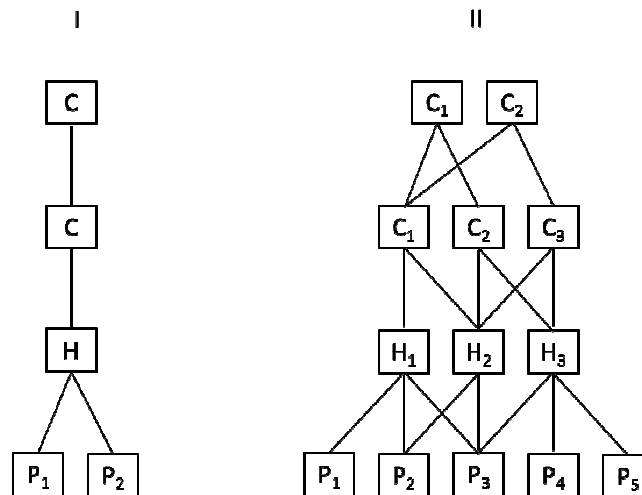 I II
C C₁ C₂
C C₁ C₂ C₃
H H₁ H₂ H₃
P₁ P₂ P₁ P₂ P₃ P₄ P₅